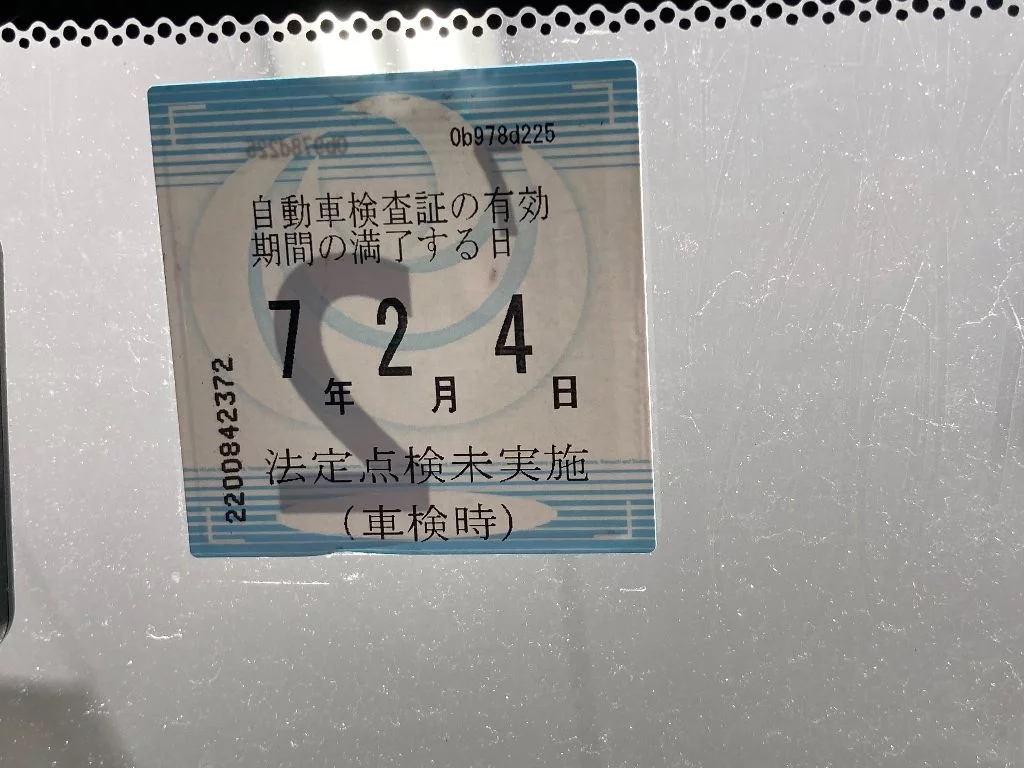 0b978d225
自動車検査証の有効
期間の満了する日
7年2月4日
法定点検未実施
(車検時)
2200842372